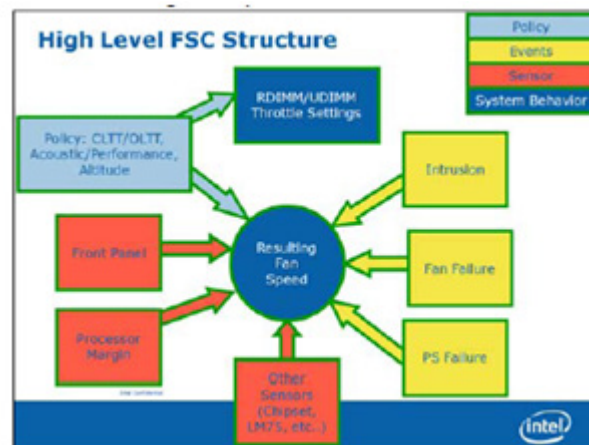 High Level FSC Structure
Policy
Events
Sensor
System Behavior
RDIMM/UDIMM
Throttle Settings
Policy: CLTT/OLTT,
Acoustic/Performance,
Altitude
Intrusion
Front Panel
Resulting
Fan
Speed
Fan Failure
Processor
Margin
PS Failure
Other
Sensors
(Chipset,
LM75, etc..)
intel